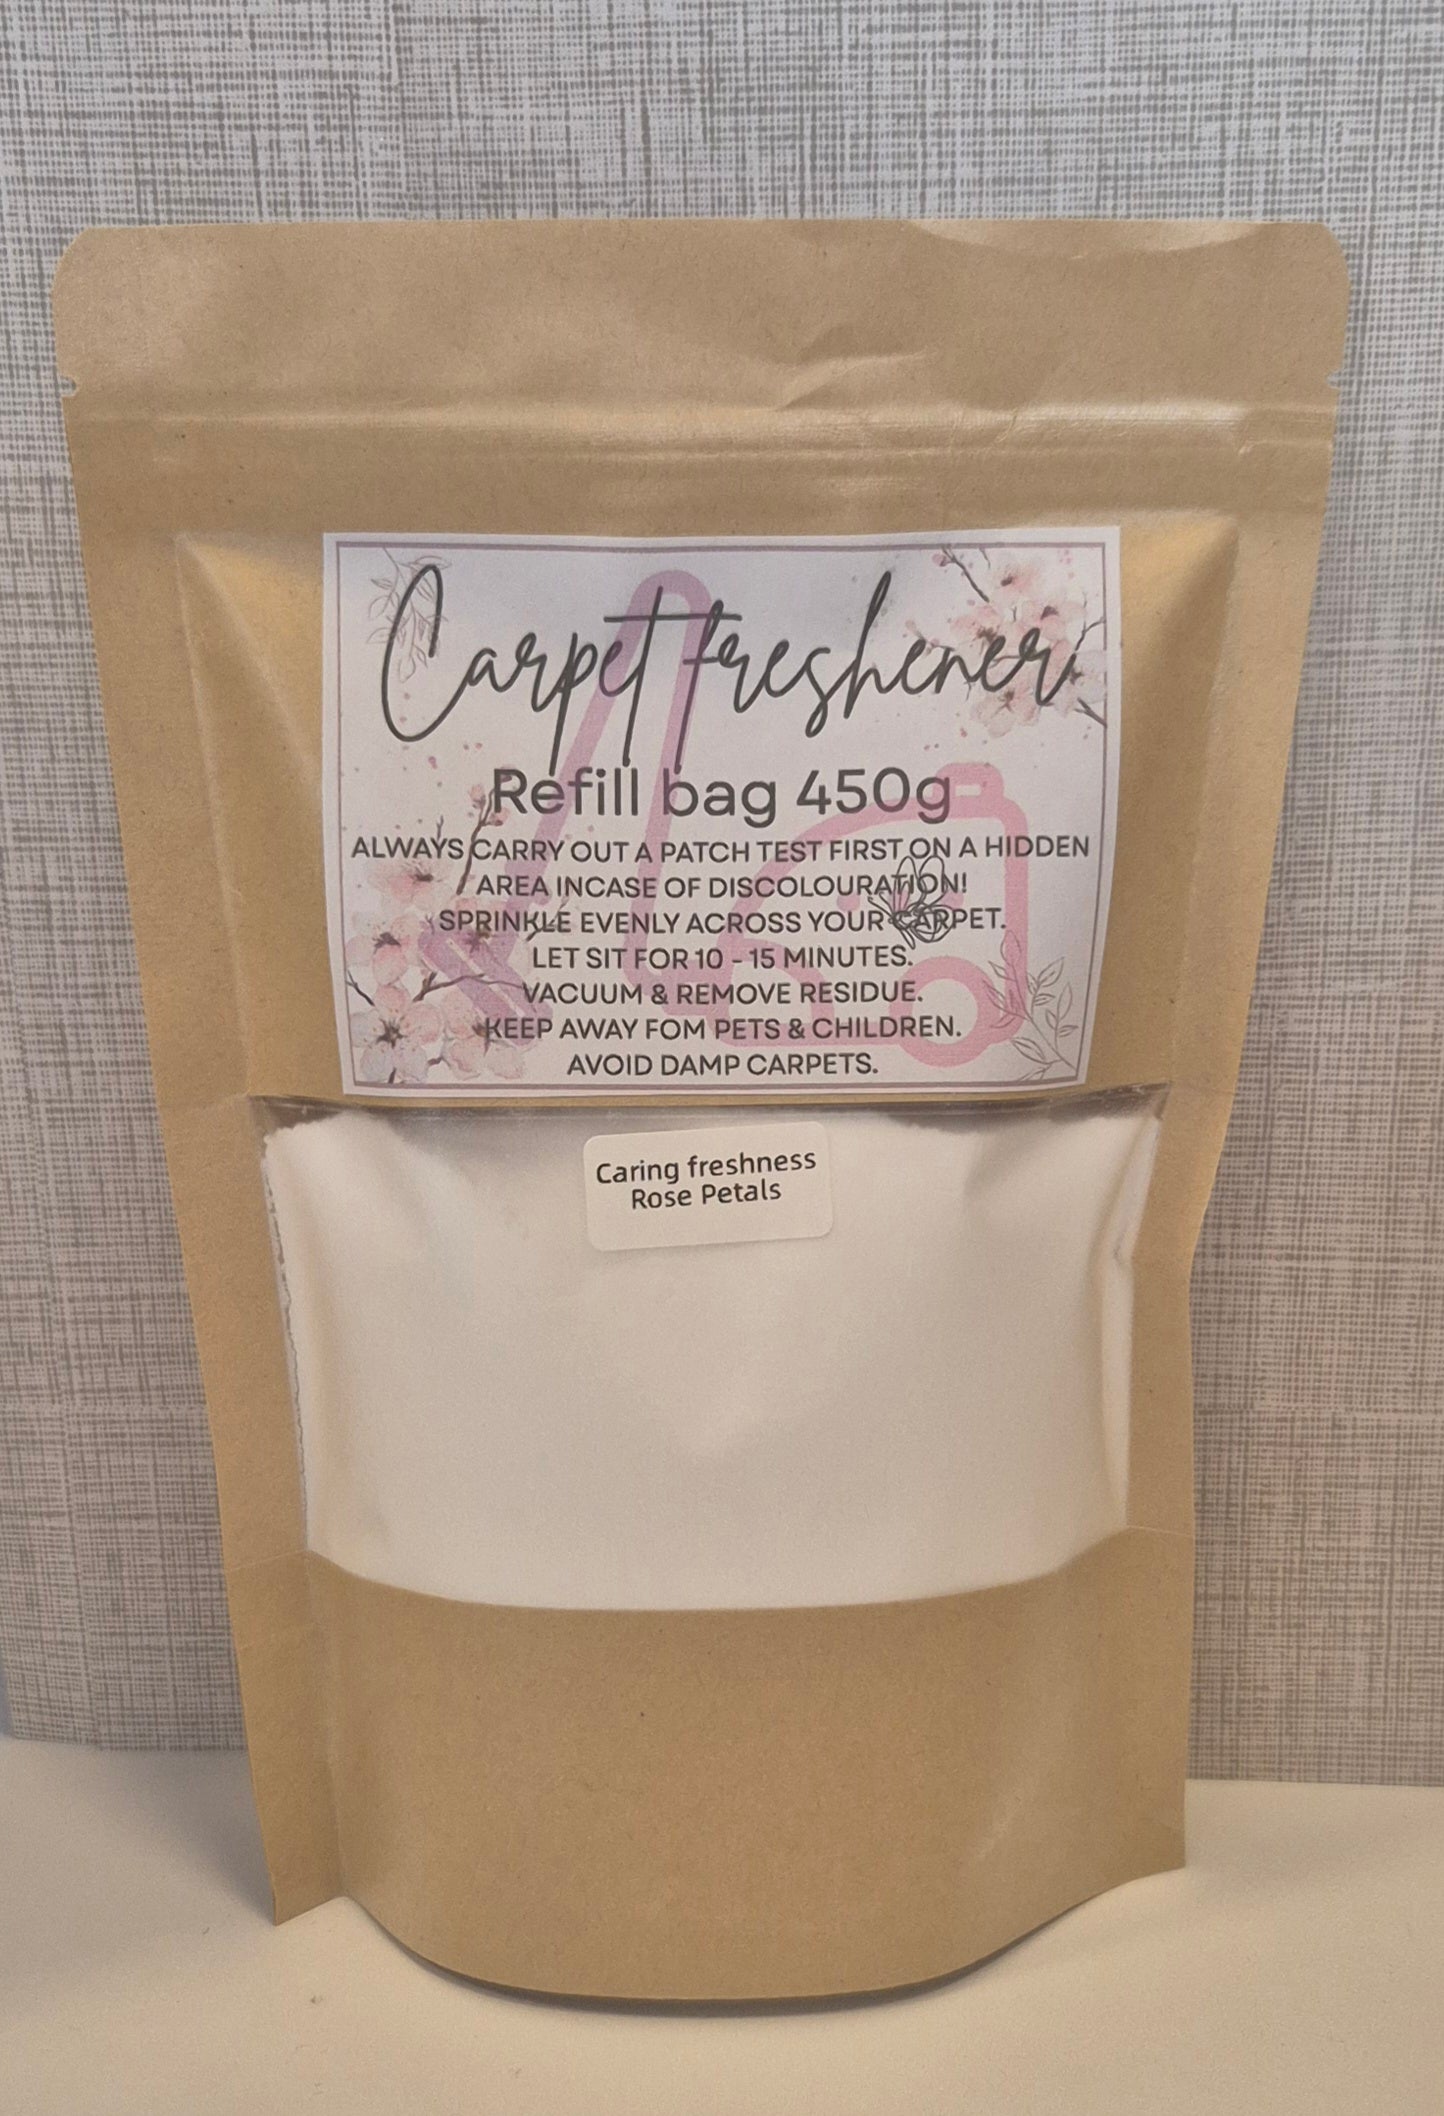 Carpet freshener
Refill bag 450g
ALWAYS CARRY OUT A PATCH TEST FIRST ON A HIDDEN
AREA INCASE OF DISCOLOURATION!
SPRINKLE EVENLY ACROSS YOUR CARPET.
LET SIT FOR 10 - 15 MINUTES.
VACUUM & REMOVE RESIDUE.
KEEP AWAY FOM PETS & CHILDREN.
AVOID DAMP CARPETS.
Caring freshness
Rose Petals